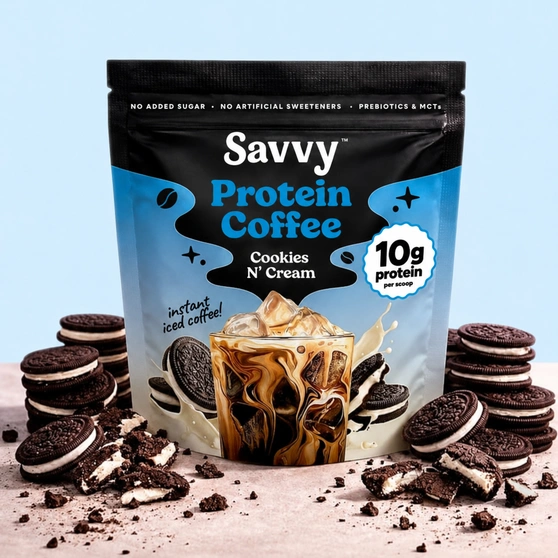 NO ADDED SUGAR • NO ARTIFICIAL SWEETENERS • PREBIOTICS & MCTs
Savvy™
Protein
Coffee
Cookies
N' Cream
10g
protein
per scoop
instant
iced coffee!